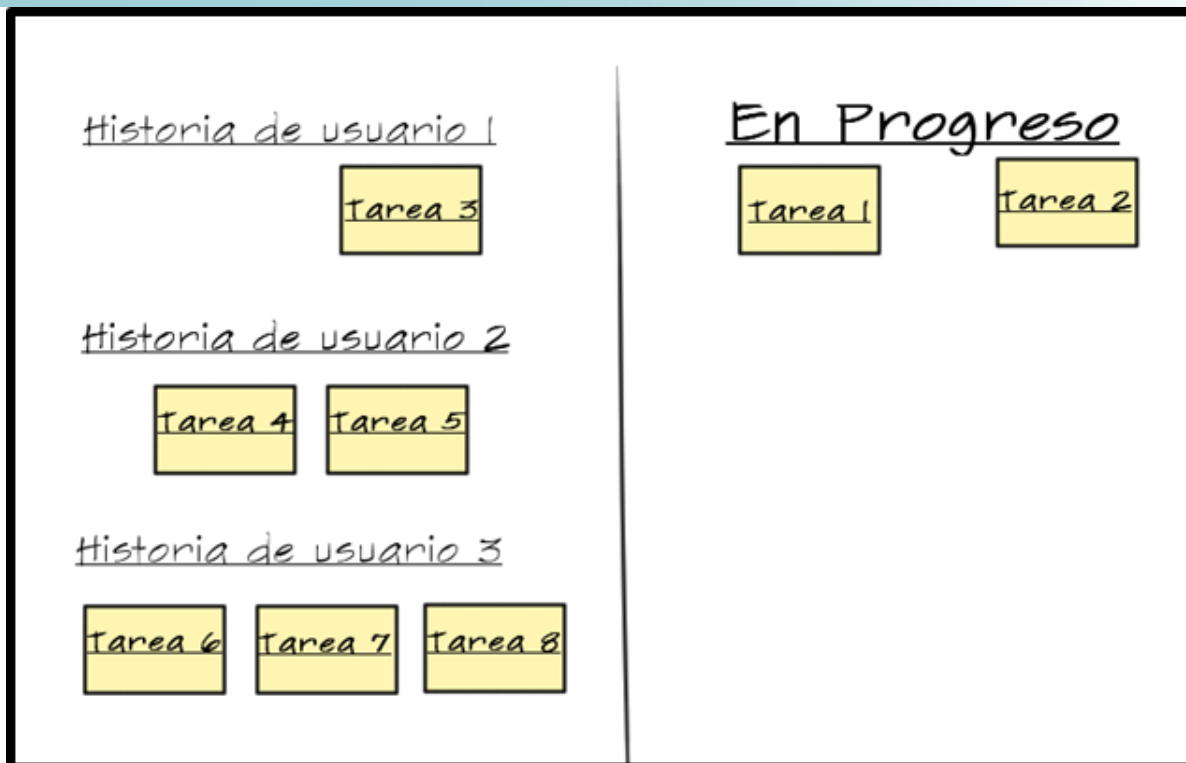 Historia de usuario 1
Tarea 3
Historia de usuario 2
Tarea 4
Tarea 5
Historia de usuario 3
Tarea 6
Tarea 7
Tarea 8
En Progreso
Tarea 1
Tarea 2